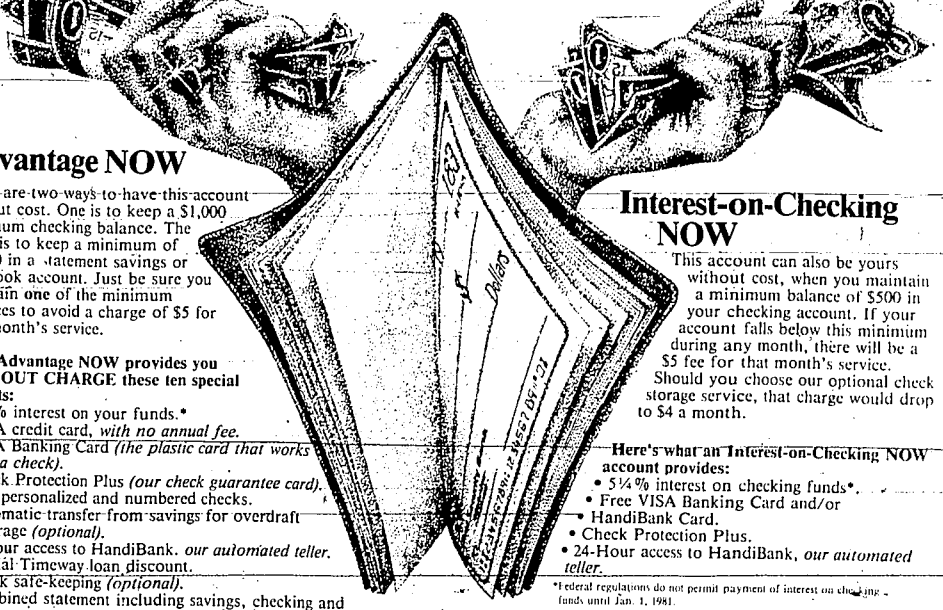 vantage NOW
are two ways to have this account
ut cost. One is to keep a $1,000
um checking balance. The
is to keep a minimum of
in a statement savings or
ook account. Just be sure you
ain one of the minimum
ces to avoid a charge of $5 for
onth's service.
Advantage NOW provides you
OUT CHARGE these ten special
ls:
% interest on your funds.*
A credit card, with no annual fee.
A Banking Card (the plastic card that works
a check).
k Protection Plus (our check guarantee card).
personalized and numbered checks.
matic transfer from savings for overdraft
rage (optional).
our access to HandiBank, our automated teller.
al Timeway loan discount.
k safe-keeping (optional).
bined statement including savings, checking and
$
Dollars
Interest-on-Checking
NOW
This account can also be yours
without cost, when you maintain
a minimum balance of $500 in
your checking account. If your
account falls below this minimum
during any month, there will be a
$5 fee for that month's service.
Should you choose our optional check
storage service, that charge would drop
to $4 a month.
Here's what an Interest-on-Checking NOW
account provides:
• 5¼% interest on checking funds*.
• Free VISA Banking Card and/or
• HandiBank Card.
• Check Protection Plus.
• 24-Hour access to HandiBank, our automated
teller.
*Federal regulations do not permit payment of interest on checking
funds until Jan. 1, 1981.